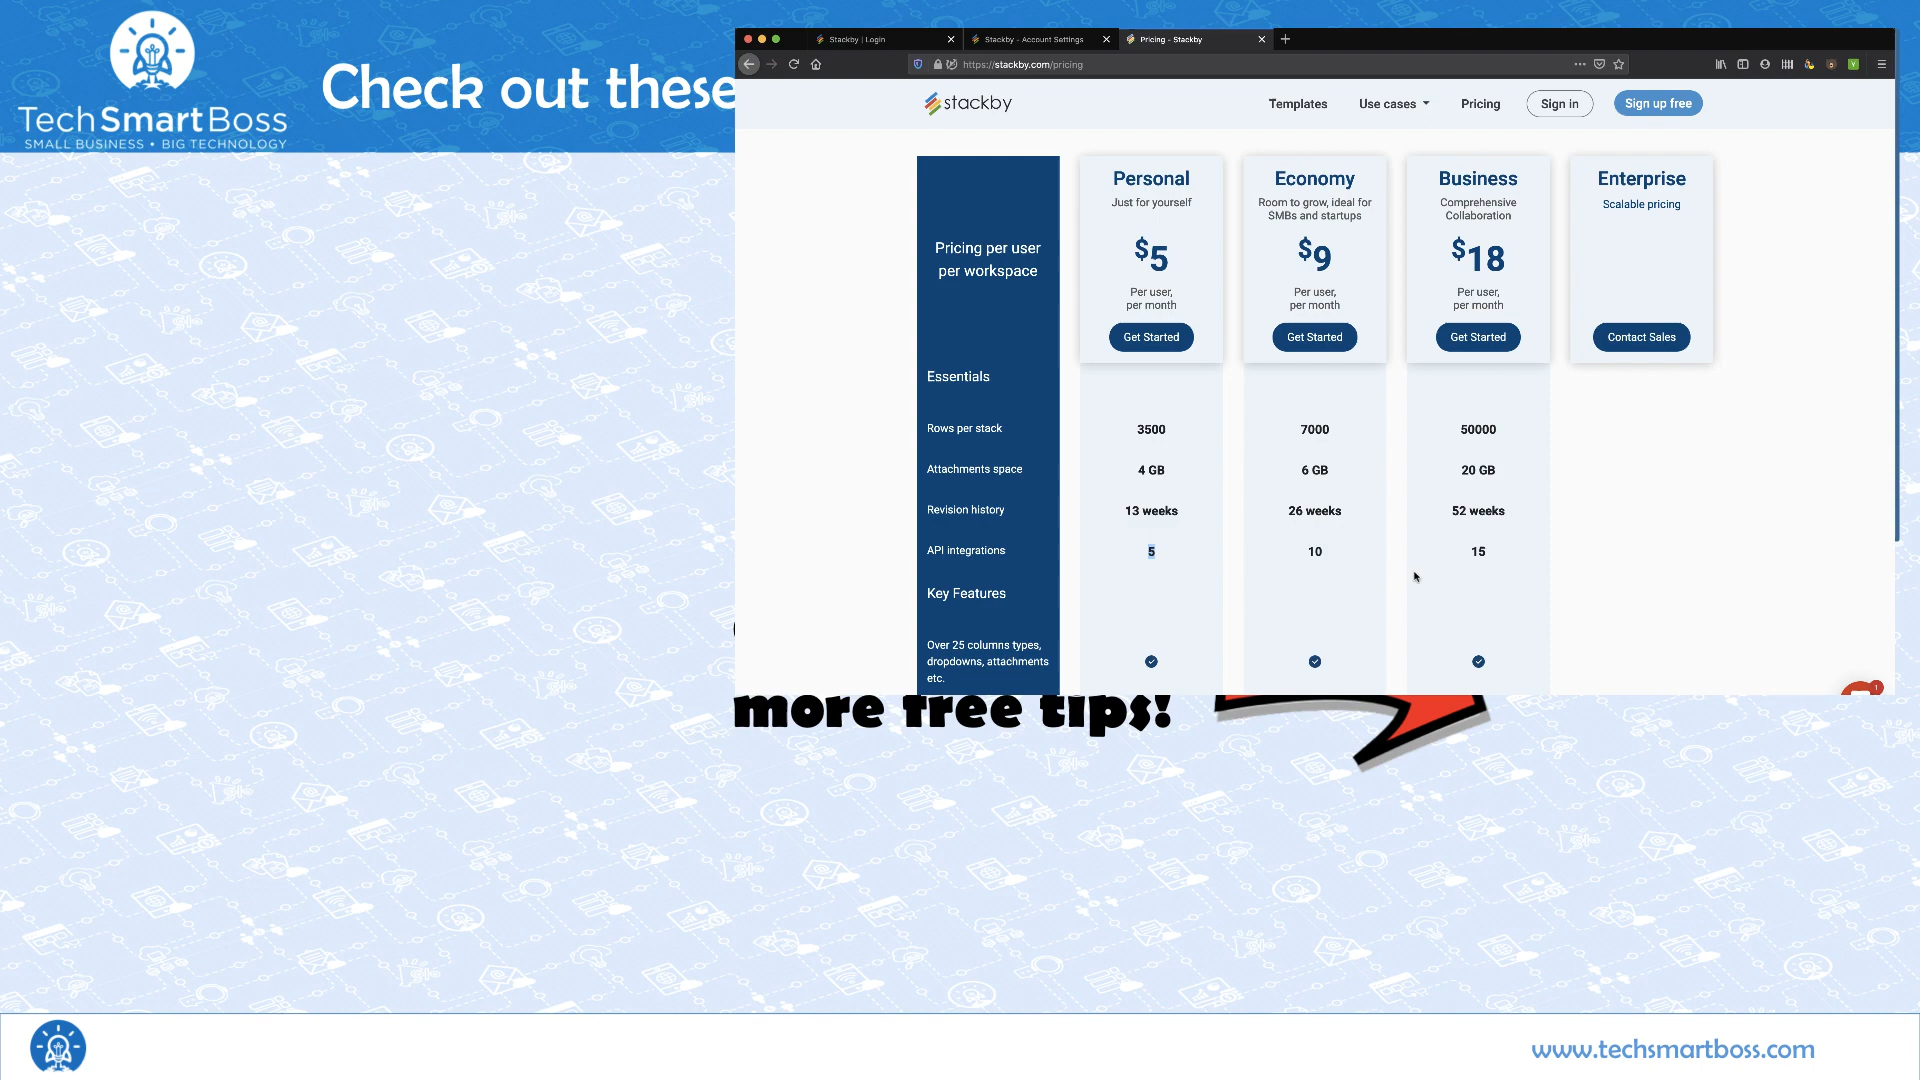 Check out these
TechSmartBoss
SMALL BUSINESS • BIG TECHNOLOGY
Stackby | Login
Stackby - Account Settings
Pricing - Stackby
https://stackby.com/pricing
stackby
Templates
Use cases
Pricing
Sign in
Sign up free
Pricing per user
per workspace
Personal
Just for yourself
$5
Per user,
per month
Get Started
Economy
Room to grow, ideal for
SMBs and startups
$9
Per user,
per month
Get Started
Business
Comprehensive
Collaboration
$18
Per user,
per month
Get Started
Enterprise
Scalable pricing
Contact Sales
Essentials
Rows per stack 3500 7000 50000
Attachments space 4 GB 6 GB 20 GB
Revision history 13 weeks 26 weeks 52 weeks
API integrations 5 10 15
Key Features
Over 25 columns types,
dropdowns, attachments
etc.
1
more free tips!
www.techsmartboss.com